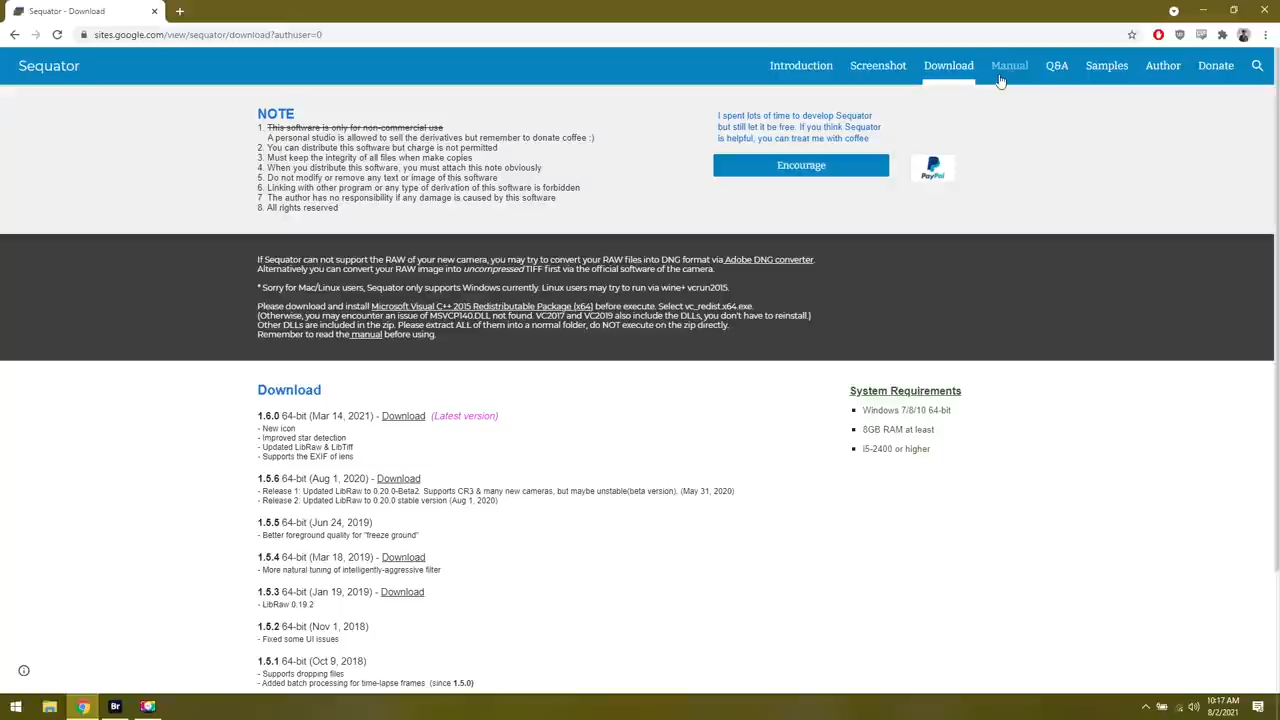 Sequator - Download
sites.google.com/view/sequator/download?authuser=0
Sequator
Introduction
Screenshot
Download
Manual
Q&A
Samples
Author
Donate
NOTE
1. This software is only for non-commercial use
A personal studio is allowed to sell the derivatives but remember to donate coffee :)
2. You can distribute this software but charge is not permitted
3. Must keep the integrity of all files when make copies
4. When you distribute this software, you must attach this note obviously
5. Do not modify or remove any text or image of this software
6. Linking with other program or any type of derivation of this software is forbidden
7 The author has no responsibility if any damage is caused by this software
8. All rights reserved
I spent lots of time to develop Sequator
but still let it be free. If you think Sequator
is helpful, you can treat me with coffee
Encourage
PayPal
If Sequator can not support the RAW of your new camera, you may try to convert your RAW files into DNG format via Adobe DNG converter.
Alternatively you can convert your RAW image into uncompressed TIFF first via the official software of the camera.
* Sorry for Mac/Linux users, Sequator only supports Windows currently. Linux users may try to run via wine+ vcrun2015.
Please download and install Microsoft Visual C++ 2015 Redistributable Package (x64) before execute. Select vc_redist.x64.exe.
(Otherwise, you may encounter an issue of MSVCP140.DLL not found. VC2017 and VC2019 also include the DLLs, you don't have to reinstall.)
Other DLLs are included in the zip. Please extract ALL of them into a normal folder, do NOT execute on the zip directly.
Remember to read the manual before using.
Download
1.6.0 64-bit (Mar 14, 2021) - Download (Latest version)
- New icon
- Improved star detection
- Updated LibRaw & LibTiff
- Supports the EXIF of lens
1.5.6 64-bit (Aug 1, 2020) - Download
- Release 1: Updated LibRaw to 0.20.0-Beta2. Supports CR3 & many new cameras, but maybe unstable(beta version). (May 31, 2020)
- Release 2: Updated LibRaw to 0.20.0 stable version (Aug 1, 2020)
1.5.5 64-bit (Jun 24, 2019)
- Better foreground quality for "freeze ground"
1.5.4 64-bit (Mar 18, 2019) - Download
- More natural tuning of intelligently-aggressive filter
1.5.3 64-bit (Jan 19, 2019) - Download
- LibRaw 0.19.2
1.5.2 64-bit (Nov 1, 2018)
- Fixed some UI issues
1.5.1 64-bit (Oct 9, 2018)
- Supports dropping files
- Added batch processing for time-lapse frames (since 1.5.0)
System Requirements
Windows 7/8/10 64-bit
8GB RAM at least
i5-2400 or higher
Br
10:17 AM
8/2/2021